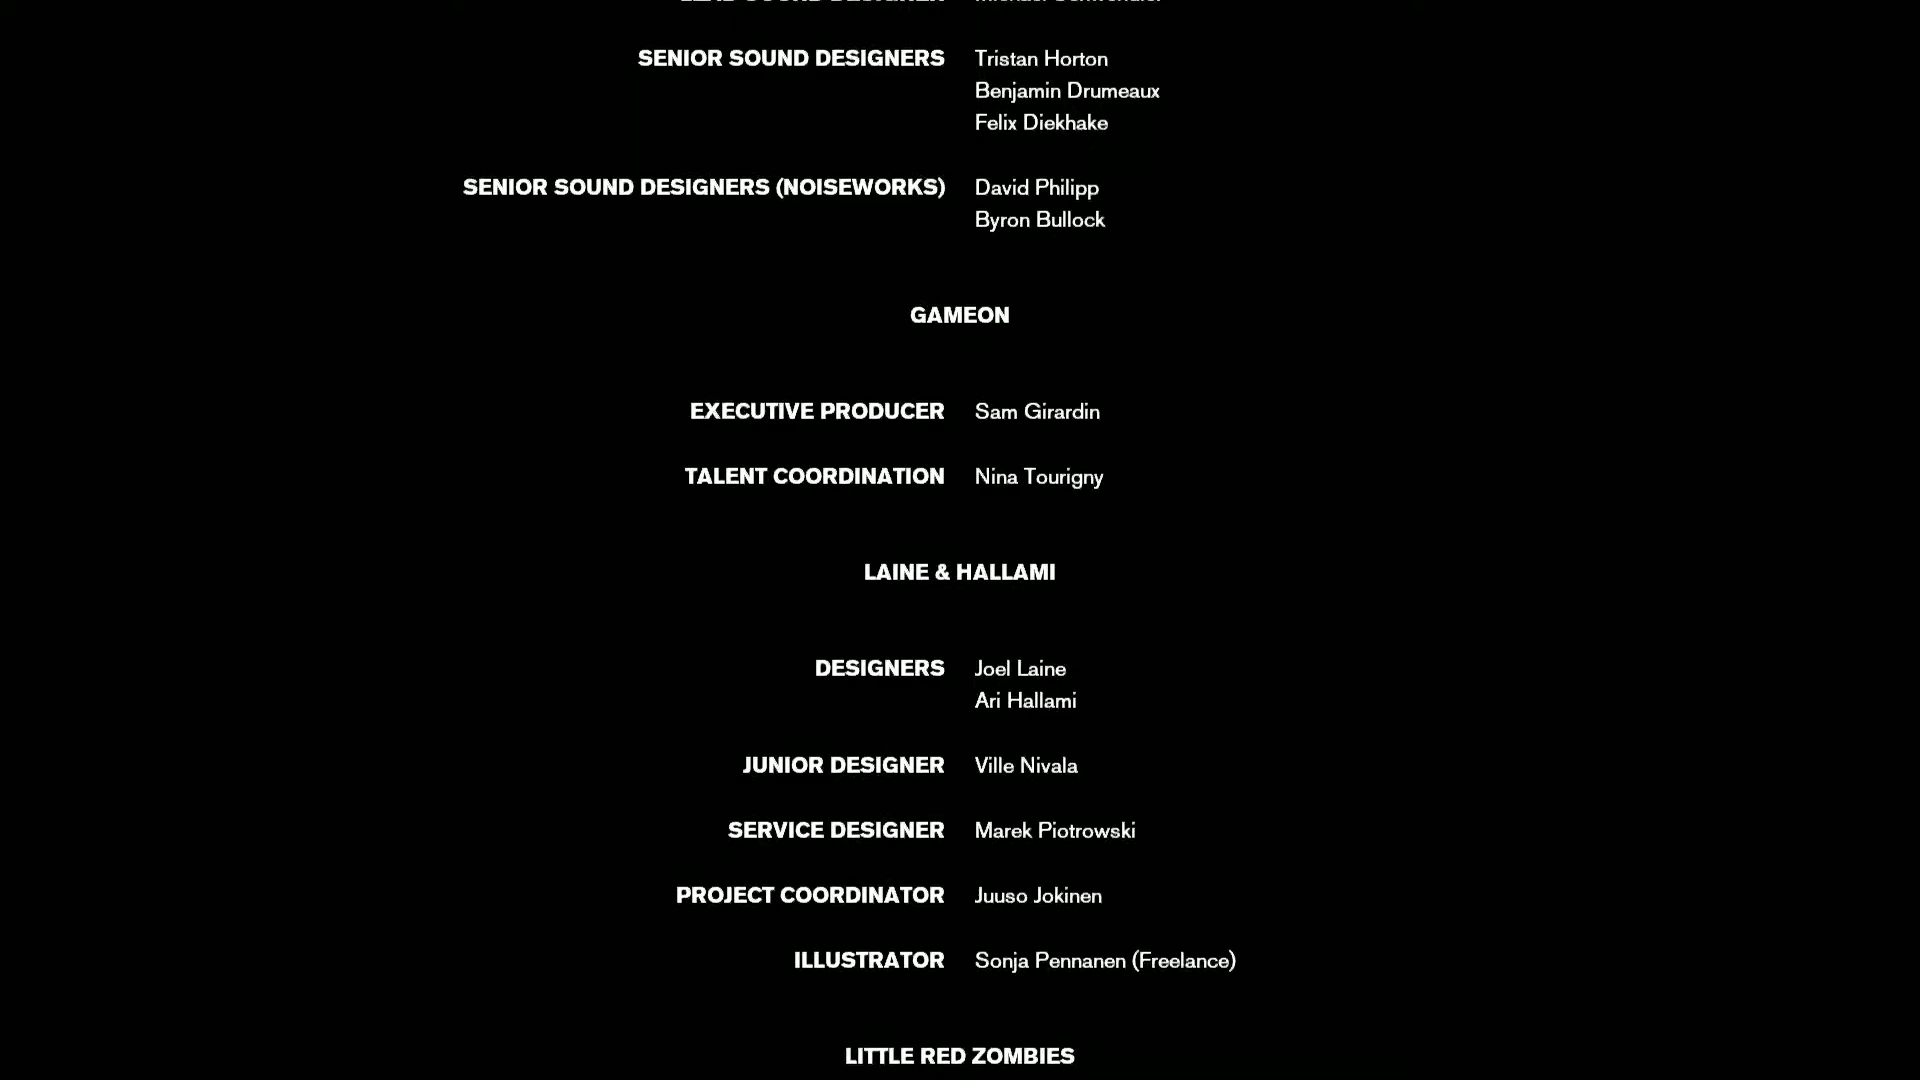 SENIOR SOUND DESIGNERS Tristan Horton
Benjamin Drumeaux
Felix Diekhake
SENIOR SOUND DESIGNERS (NOISEWORKS) David Philipp
Byron Bullock
GAMEON
EXECUTIVE PRODUCER Sam Girardin
TALENT COORDINATION Nina Tourigny
LAINE & HALLAMI
DESIGNERS Joel Laine
Ari Hallami
JUNIOR DESIGNER Ville Nivala
SERVICE DESIGNER Marek Piotrowski
PROJECT COORDINATOR Juuso Jokinen
ILLUSTRATOR Sonja Pennanen (Freelance)
LITTLE RED ZOMBIES